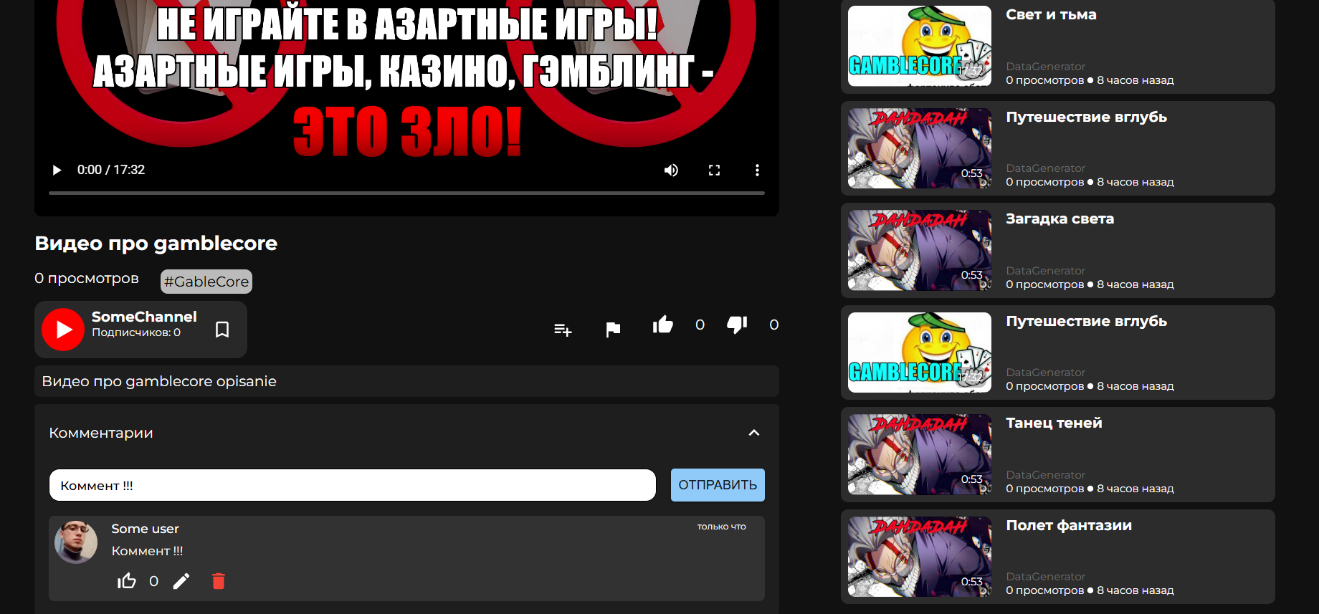 НЕ ИГРАЙТЕ В АЗАРТНЫЕ ИГРЫ!
АЗАРТНЫЕ ИГРЫ, КАЗИНО, ГЭМБЛИНГ -
ЭТО ЗЛО!
0:00 / 17:32
Видео про gamblecore
0 просмотров
#GableCore
SomeChannel
Подписчиков: 0
0
0
Видео про gamblecore opisanie
Комментарии
Коммент !!!
ОТПРАВИТЬ
Some user
только что
Коммент !!!
0
GAMBLECORE
Свет и тьма
DataGenerator
0 просмотров ● 8 часов назад
DANDADAN
0:53
Путешествие вглубь
DataGenerator
0 просмотров ● 8 часов назад
DANDADAN
0:53
Загадка света
DataGenerator
0 просмотров ● 8 часов назад
GAMBLECORE
Путешествие вглубь
DataGenerator
0 просмотров ● 8 часов назад
DANDADAN
0:53
Танец теней
DataGenerator
0 просмотров ● 8 часов назад
DANDADAN
0:53
Полет фантазии
DataGenerator
0 просмотров ● 8 часов назад